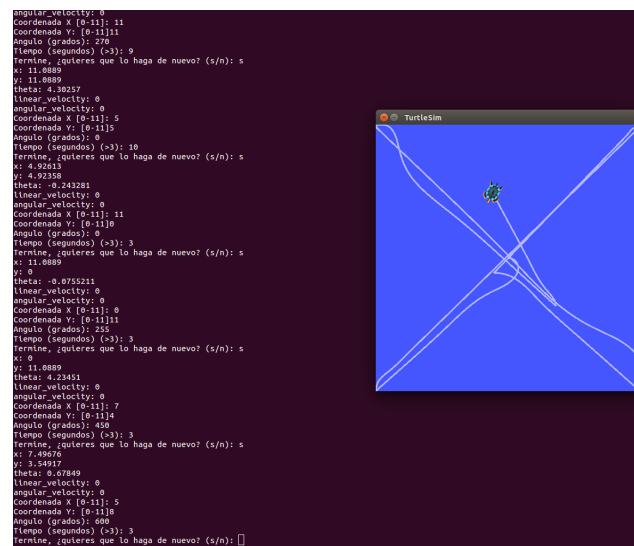 angular_velocity: 0
Coordenada X [0-11]: 11
Coordenada Y: [0-11]11
Angulo (grados): 270
Tiempo (segundos) (>3): 9
Termine, ¿quieres que lo haga de nuevo? (s/n): s
x: 11.0889
y: 11.0889
theta: 4.30257
linear_velocity: 0
angular_velocity: 0
Coordenada X [0-11]: 5
Coordenada Y: [0-11]5
Angulo (grados): 0
Tiempo (segundos) (>3): 10
Termine, ¿quieres que lo haga de nuevo? (s/n): s
x: 4.92613
y: 4.92358
theta: -0.243281
linear_velocity: 0
angular_velocity: 0
Coordenada X [0-11]: 11
Coordenada Y: [0-11]0
Angulo (grados): 0
Tiempo (segundos) (>3): 3
Termine, ¿quieres que lo haga de nuevo? (s/n): s
x: 11.0889
y: 0
theta: -0.0755211
linear_velocity: 0
angular_velocity: 0
Coordenada X [0-11]: 0
Coordenada Y: [0-11]11
Angulo (grados): 255
Tiempo (segundos) (>3): 3
Termine, ¿quieres que lo haga de nuevo? (s/n): s
x: 0
y: 11.0889
theta: 4.23451
linear_velocity: 0
angular_velocity: 0
Coordenada X [0-11]: 7
Coordenada Y: [0-11]4
Angulo (grados): 450
Tiempo (segundos) (>3): 3
Termine, ¿quieres que lo haga de nuevo? (s/n): s
x: 7.49676
y: 3.54917
theta: 0.67849
linear_velocity: 0
angular_velocity: 0
Coordenada X [0-11]: 5
Coordenada Y: [0-11]8
Angulo (grados): 600
Tiempo (segundos) (>3): 3
Termine, ¿quieres que lo haga de nuevo? (s/n):
TurtleSim